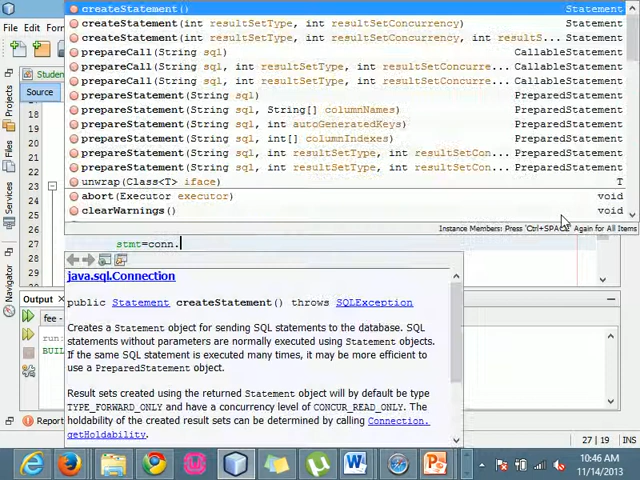 createStatement() Statement
createStatement(int resultSetType, int resultSetConcurrency) Statement
createStatement(int resultSetType, int resultSetConcurrency, int resultS... Statement
prepareCall(String sql) CallableStatement
prepareCall(String sql, int resultSetType, int resultSetConcurre... CallableStatement
prepareCall(String sql, int resultSetType, int resultSetConcurre... CallableStatement
prepareStatement(String sql) PreparedStatement
prepareStatement(String sql, String[] columnNames) PreparedStatement
prepareStatement(String sql, int autoGeneratedKeys) PreparedStatement
prepareStatement(String sql, int[] columnIndexes) PreparedStatement
prepareStatement(String sql, int resultSetType, int resultSetCon... PreparedStatement
prepareStatement(String sql, int resultSetType, int resultSetCon... PreparedStatement
unwrap(Class<T> iface) T
abort(Executor executor) void
clearWarnings() void
Instance Members: Press 'Ctrl+SPACE' Again for All Items
File Edit
Studen
Source
Projects
Files
Services
Navigator
18
20
21
22
23
24
25
26
27 stmt=conn.
28
Output
fee -
run:
BUIL
java.sql.Connection
public Statement createStatement() throws SQLException
Creates a Statement object for sending SQL statements to the database. SQL
statements without parameters are normally executed using Statement objects.
If the same SQL statement is executed many times, it may be more efficient to
use a PreparedStatement object.
Result sets created using the returned Statement object will by default be type
TYPE_FORWARD_ONLY and have a concurrency level of CONCUR_READ_ONLY. The
holdability of the created result sets can be determined by calling Connection.
getHoldability.
Report
27 | 19 INS
10:46 AM
11/14/2013